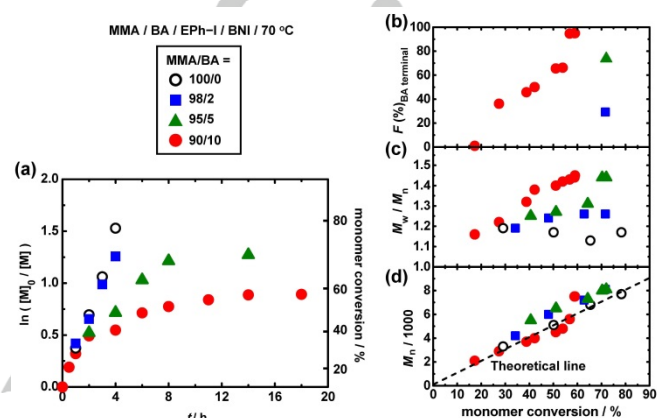 MMA / BA / EPh−I / BNI / 70 °C
MMA/BA =
100/0
98/2
95/5
90/10
(a)
ln ( [M]0 / [M] )
2.0
1.5
1.0
0.5
0.0
0 4 8 12 16 20
80
60
40
20
monomer conversion / %
t / h
(b)
F (%)BA terminal
100
80
60
40
20
0
(c)
Mw / Mn
1.4
1.3
1.2
1.1
(d)
Mn / 1000
8
6
4
2
0
Theoretical line
0 10 20 30 40 50 60 70 80 90
monomer conversion / %